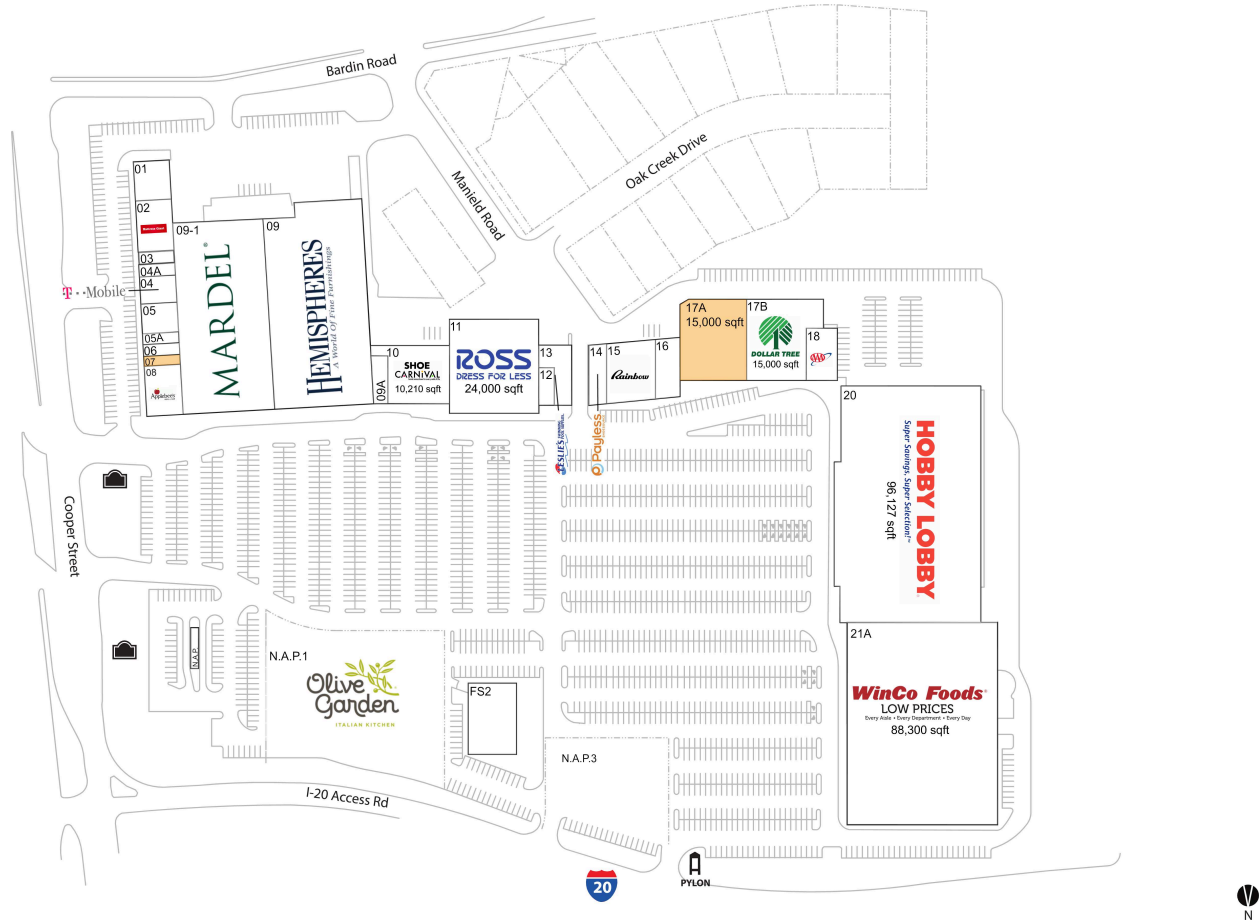 Bardin Road
Manield Road
Oak Creek Drive
01
02
03
04A
04
T··Mobile
05
05A
06
07
08
Applebee's
09-1
MARDEL®
09
HEMISPHERES
A World Of Fine Furnishings
09A
10
SHOE
CARNIVAL
10,210 sqft
11
ROSS
DRESS FOR LESS
24,000 sqft
13
12
LESLIE'S
14
Payless
15
Rainbow
16
17A
15,000 sqft
17B
DOLLAR TREE
15,000 sqft
18
20
HOBBY LOBBY
Super Savings, Super Selection!™
96,127 sqft
21A
WinCo Foods®
LOW PRICES
Every Aisle • Every Department • Every Day
88,300 sqft
Cooper Street
N.A.P.
N.A.P.1
Olive
Garden
ITALIAN KITCHEN
FS2
N.A.P.3
I-20 Access Rd
20
PYLON
N